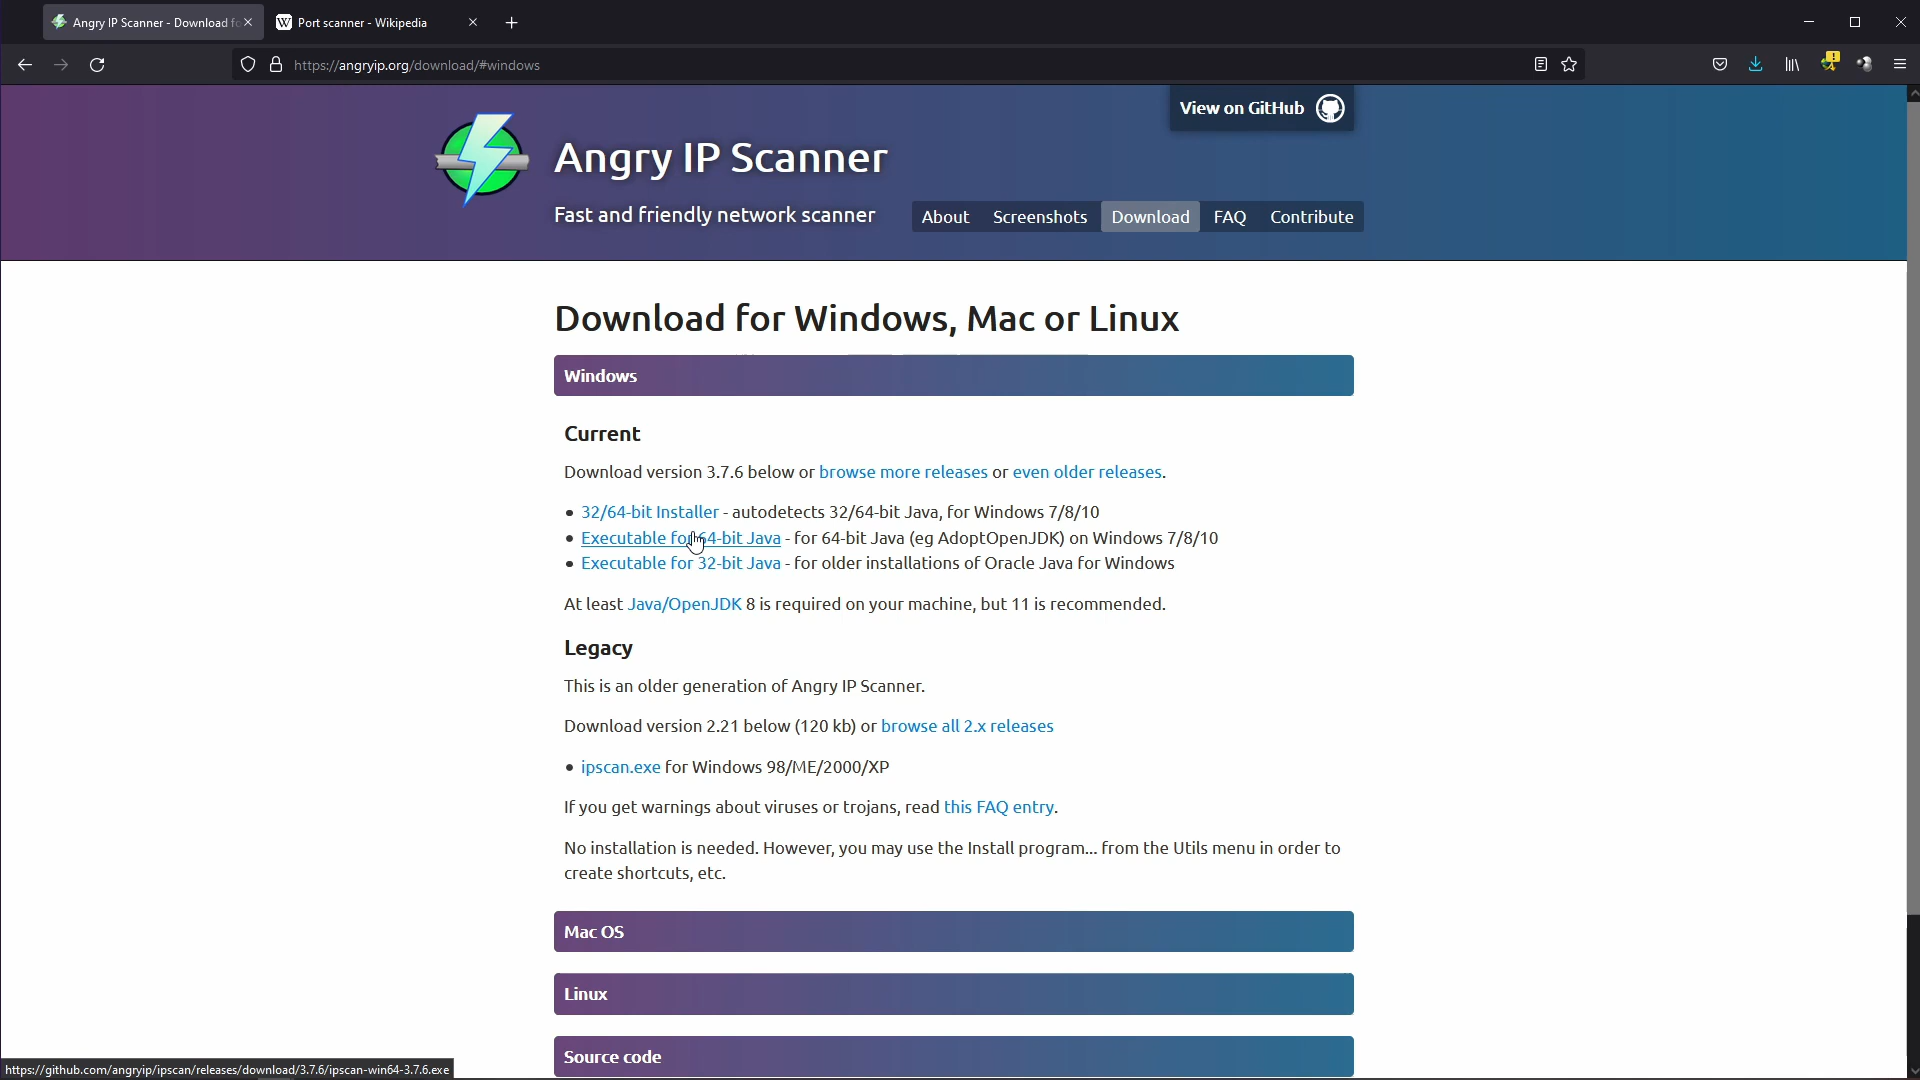 Angry IP Scanner - Download fo
Port scanner - Wikipedia
https://angryip.org/download/#windows
View on GitHub
Angry IP Scanner
Fast and friendly network scanner
About Screenshots Download FAQ Contribute
Download for Windows, Mac or Linux
Windows
Current
Download version 3.7.6 below or browse more releases or even older releases.
• 32/64-bit Installer - autodetects 32/64-bit Java, for Windows 7/8/10
• Executable for 64-bit Java - for 64-bit Java (eg AdoptOpenJDK) on Windows 7/8/10
• Executable for 32-bit Java - for older installations of Oracle Java for Windows
At least Java/OpenJDK 8 is required on your machine, but 11 is recommended.
Legacy
This is an older generation of Angry IP Scanner.
Download version 2.21 below (120 kb) or browse all 2.x releases
• ipscan.exe for Windows 98/ME/2000/XP
If you get warnings about viruses or trojans, read this FAQ entry.
No installation is needed. However, you may use the Install program... from the Utils menu in order to
create shortcuts, etc.
Mac OS
Linux
Source code
https://github.com/angryip/ipscan/releases/download/3.7.6/ipscan-win64-3.7.6.exe